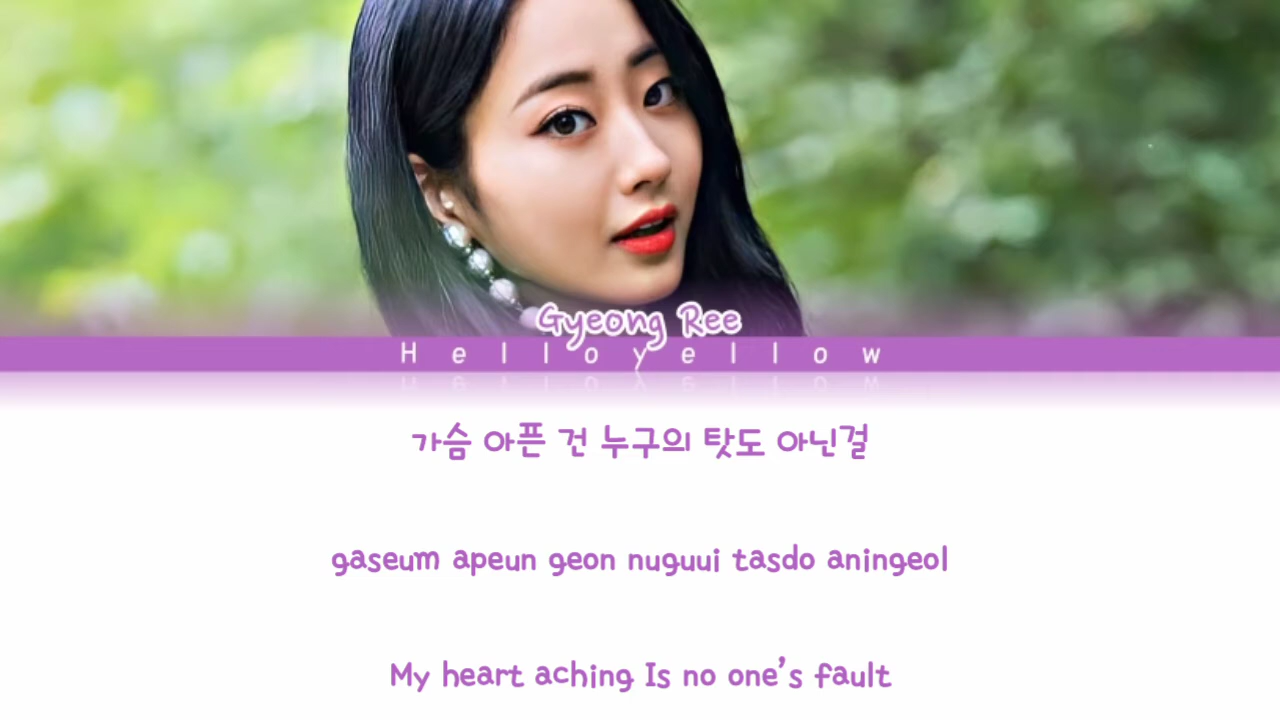 Gyeong Ree
Helloyellow
가슴 아픈 건 누구의 탓도 아닌걸
gaseum apeun geon nuguui tasdo aningeol
My heart aching Is no one's fault